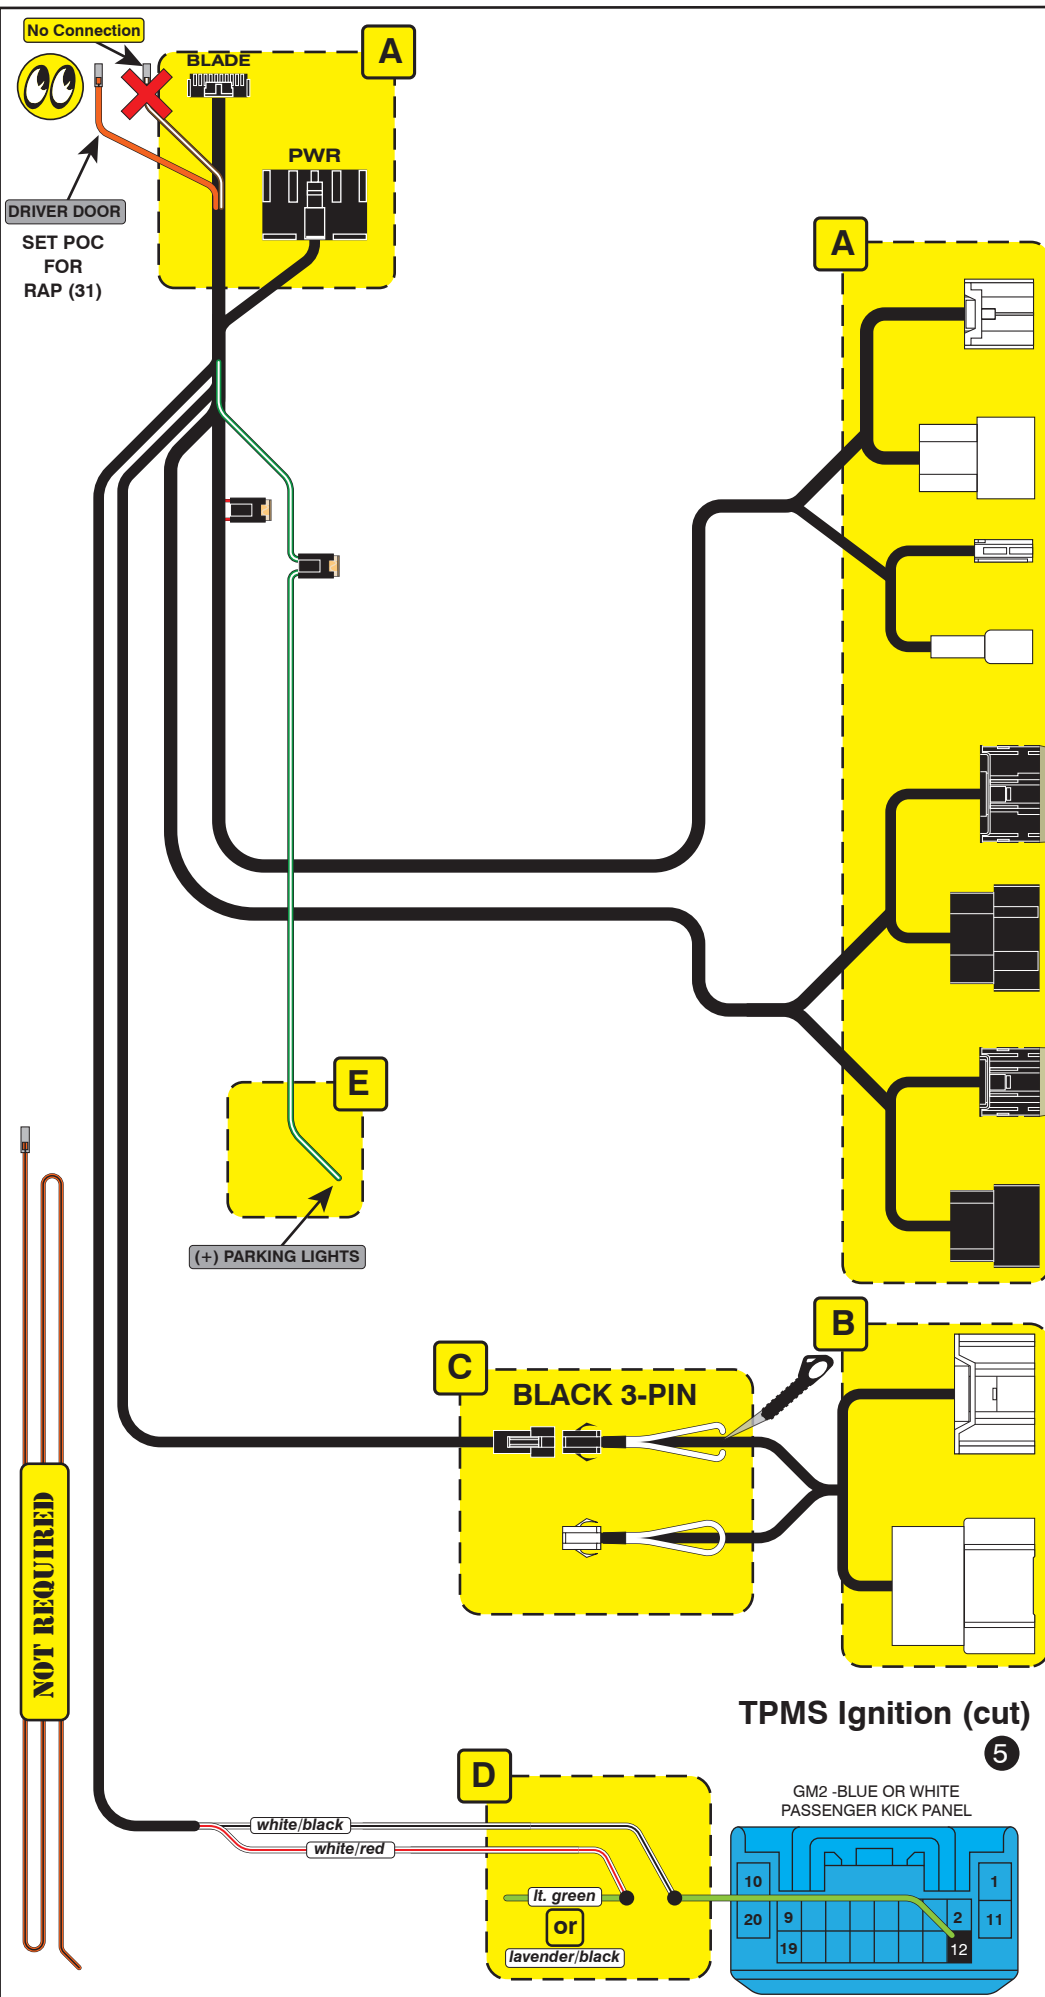 No Connection
A
BLADE
PWR
DRIVER DOOR
SET POC
FOR
RAP (31)
A
E
(+) PARKING LIGHTS
B
C
BLACK 3-PIN
NOT REQUIRED
TPMS Ignition (cut)
5
D
GM2 -BLUE OR WHITE
PASSENGER KICK PANEL
white/black
white/red
lt. green
or
lavender/black
10 1
20 9 2 11
19 12